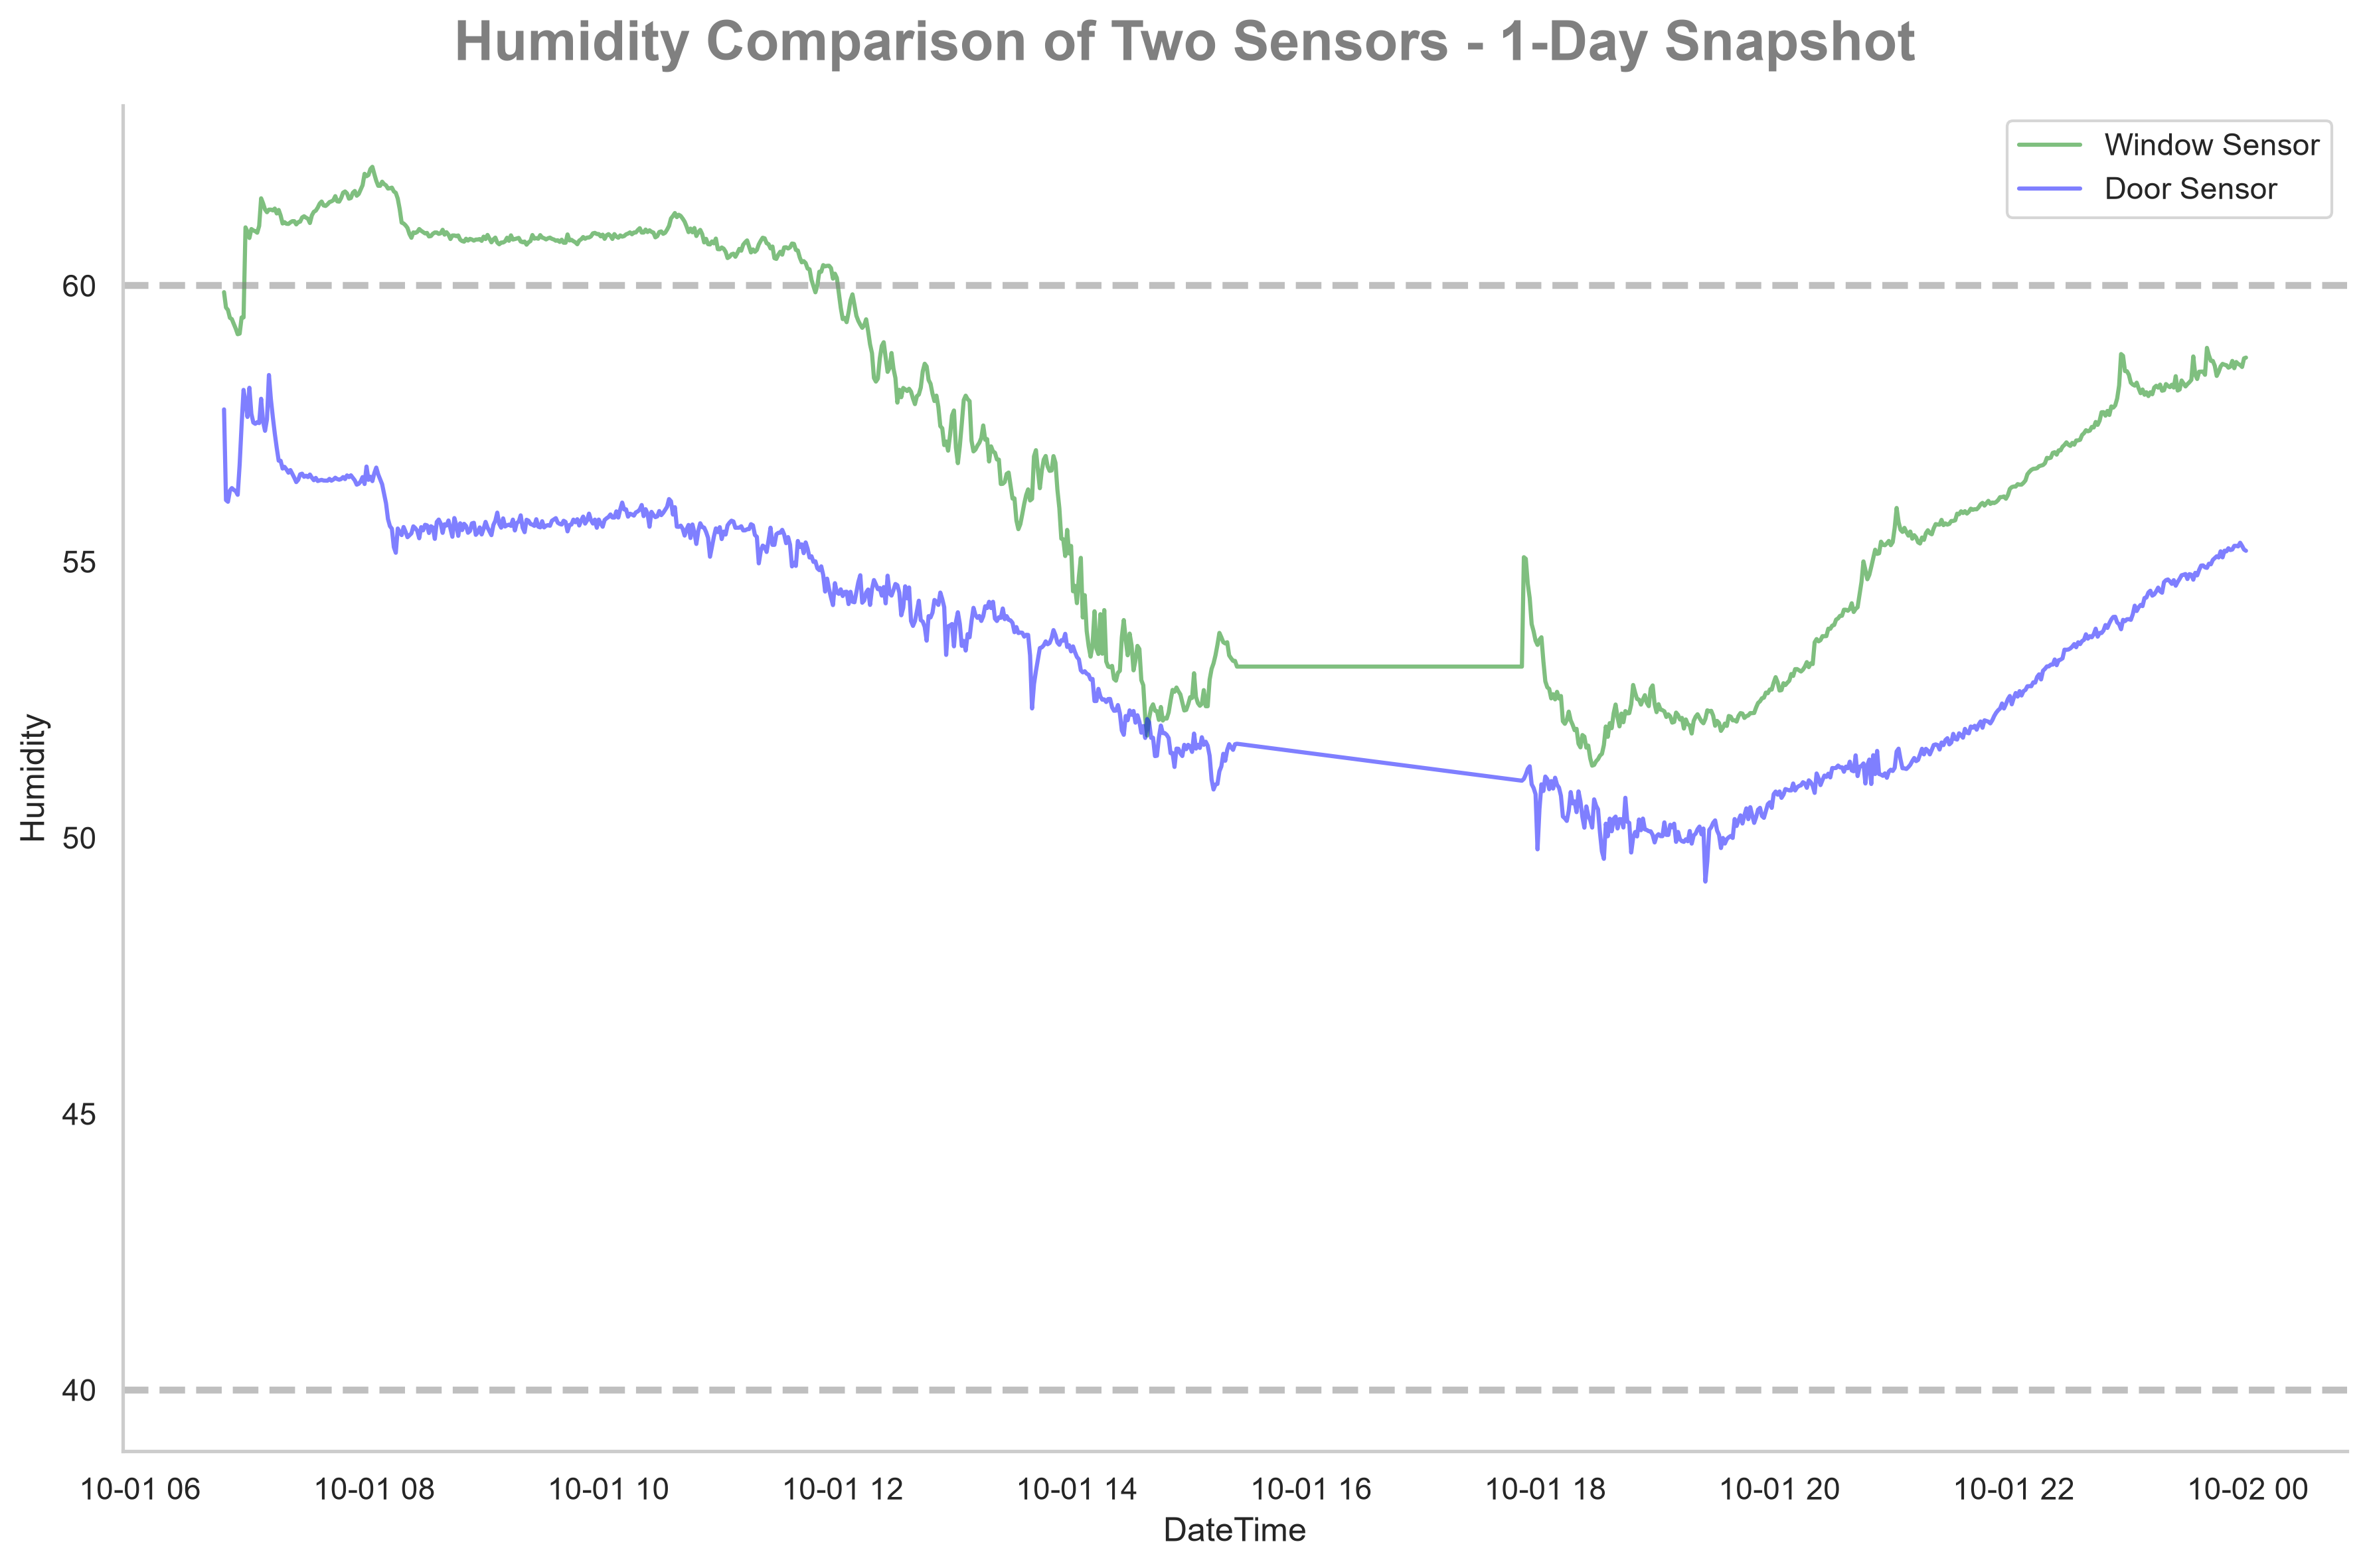 Humidity Comparison of Two Sensors - 1-Day Snapshot
Window Sensor
Door Sensor
60
55
50
45
40
Humidity
10-01 06 10-01 08 10-01 10 10-01 12 10-01 14 10-01 16 10-01 18 10-01 20 10-01 22 10-02 00
DateTime